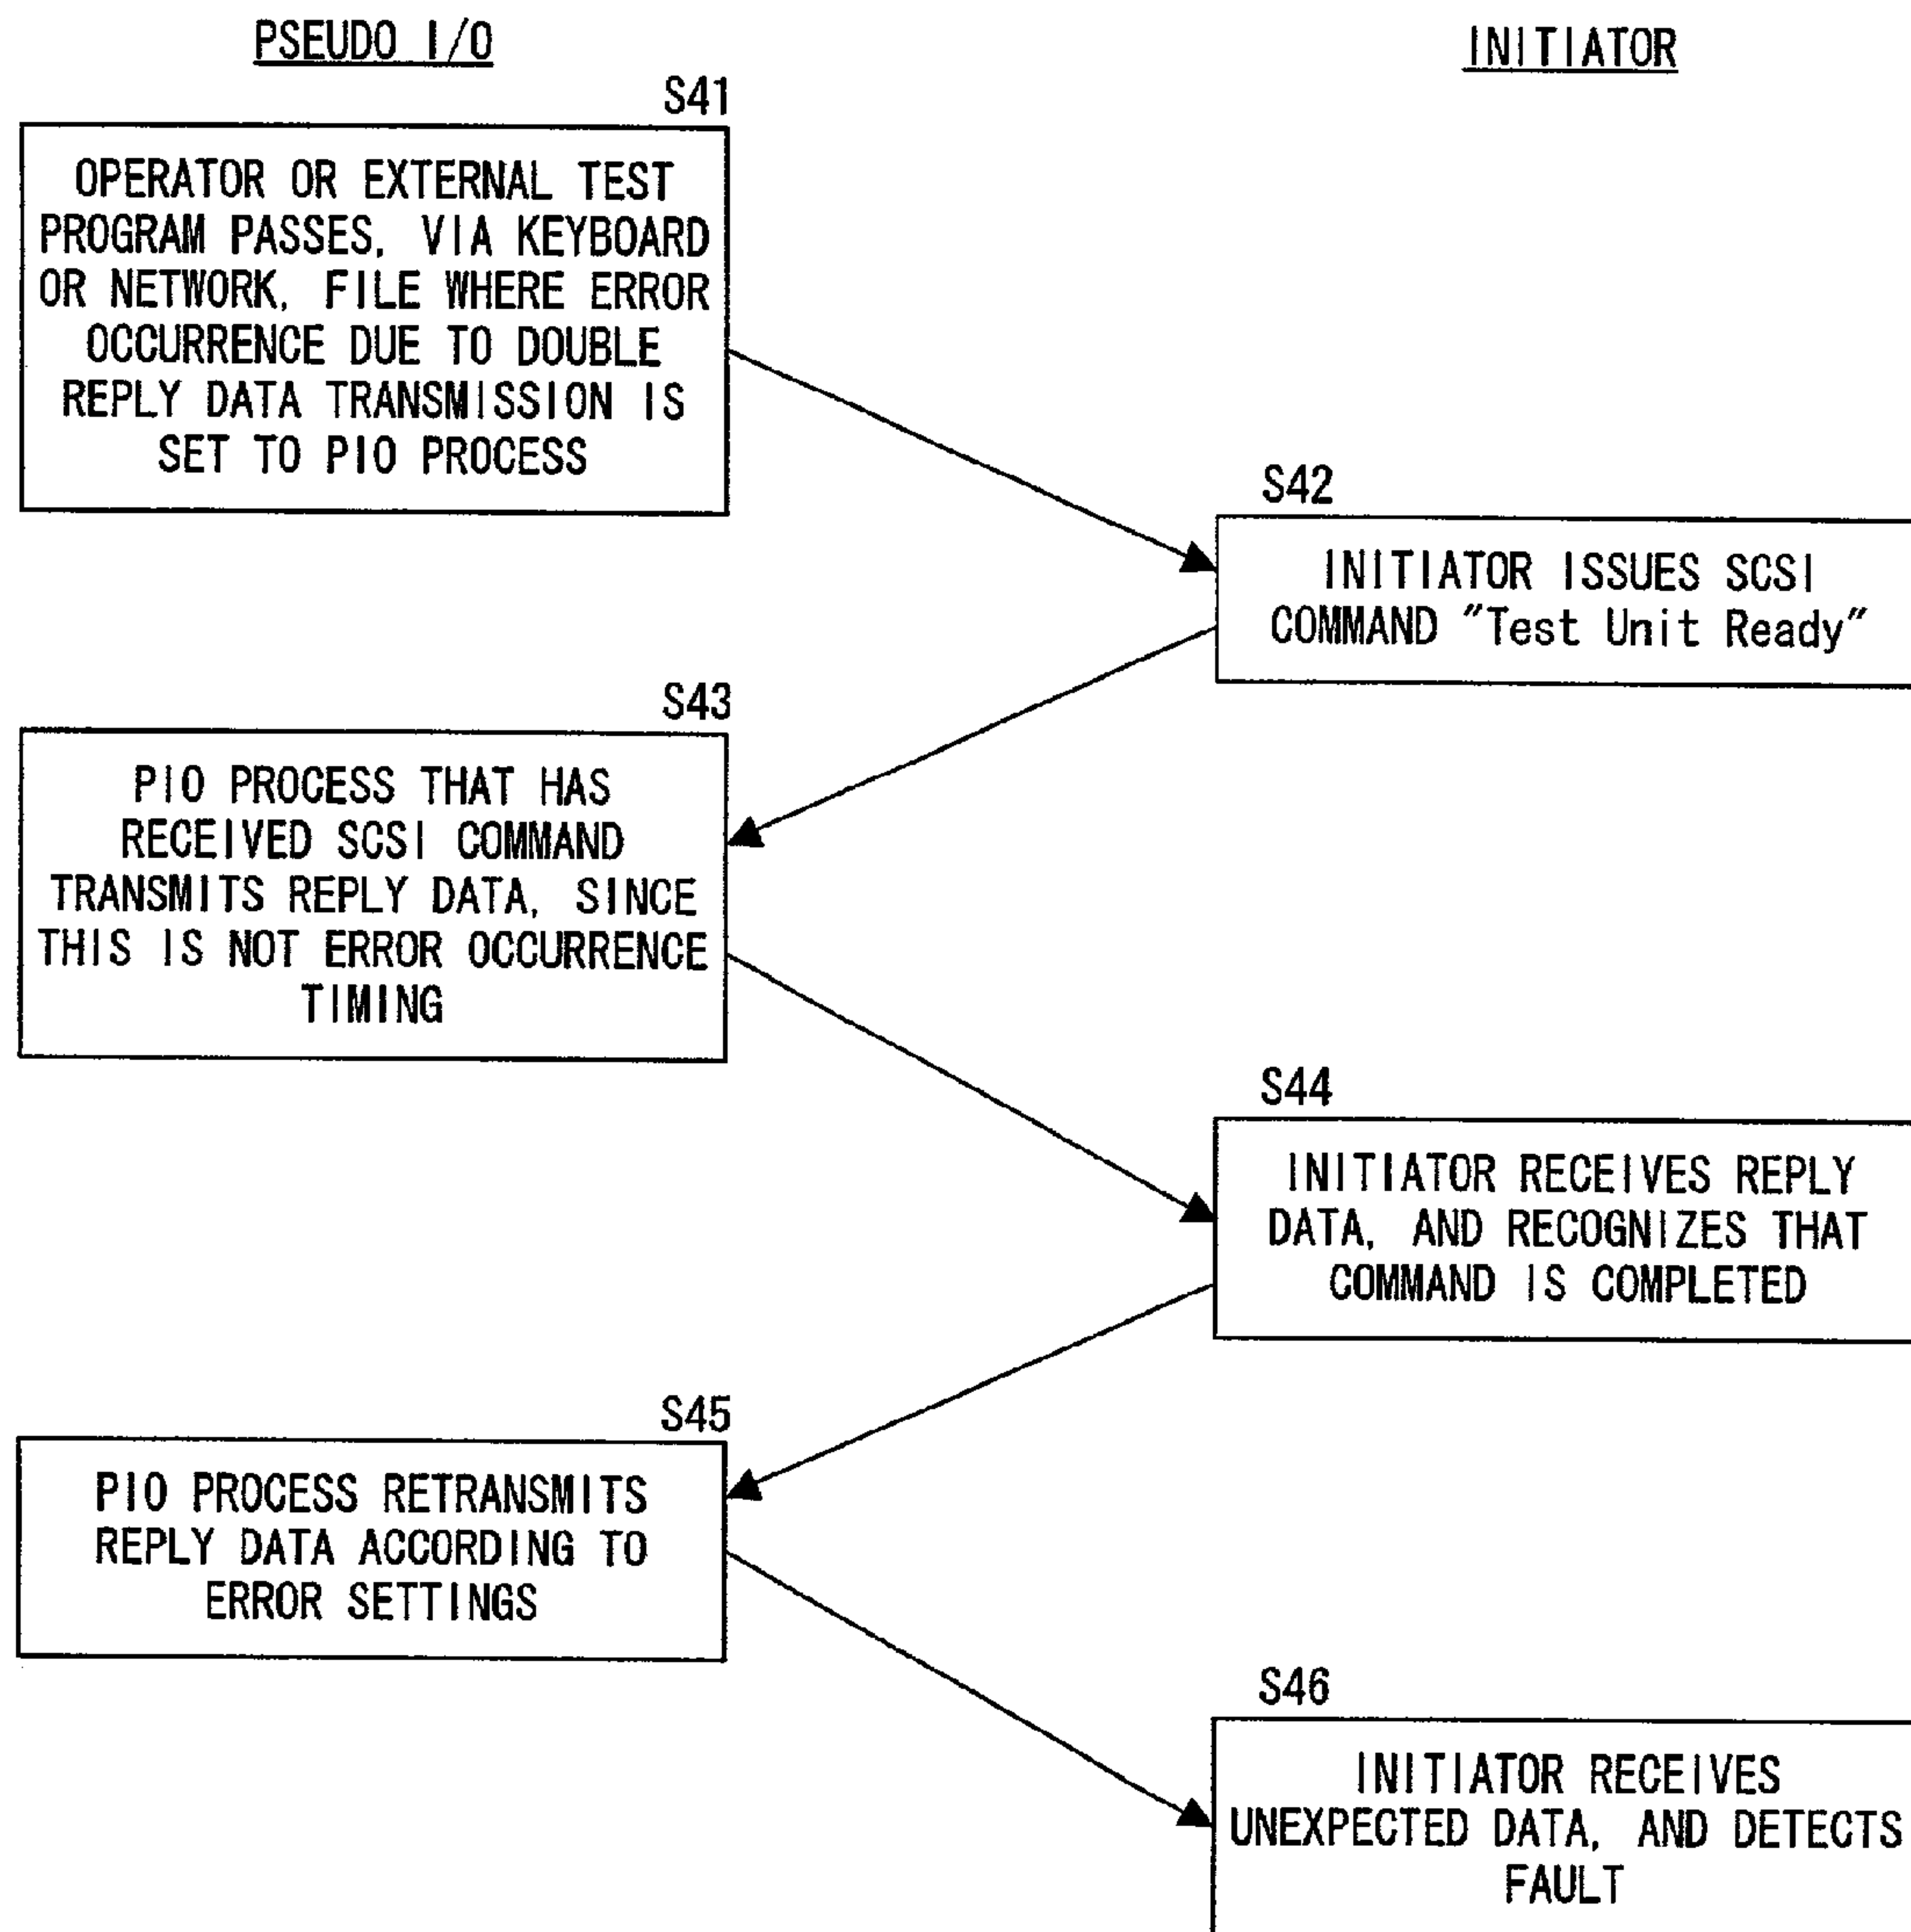 PSEUDO I/O
INITIATOR
S41
OPERATOR OR EXTERNAL TEST
PROGRAM PASSES, VIA KEYBOARD
OR NETWORK, FILE WHERE ERROR
OCCURRENCE DUE TO DOUBLE
REPLY DATA TRANSMISSION IS
SET TO PIO PROCESS
S42
INITIATOR ISSUES SCSI
COMMAND "Test Unit Ready"
S43
PIO PROCESS THAT HAS
RECEIVED SCSI COMMAND
TRANSMITS REPLY DATA, SINCE
THIS IS NOT ERROR OCCURRENCE
TIMING
S44
INITIATOR RECEIVES REPLY
DATA, AND RECOGNIZES THAT
COMMAND IS COMPLETED
S45
PIO PROCESS RETRANSMITS
REPLY DATA ACCORDING TO
ERROR SETTINGS
S46
INITIATOR RECEIVES
UNEXPECTED DATA, AND DETECTS
FAULT